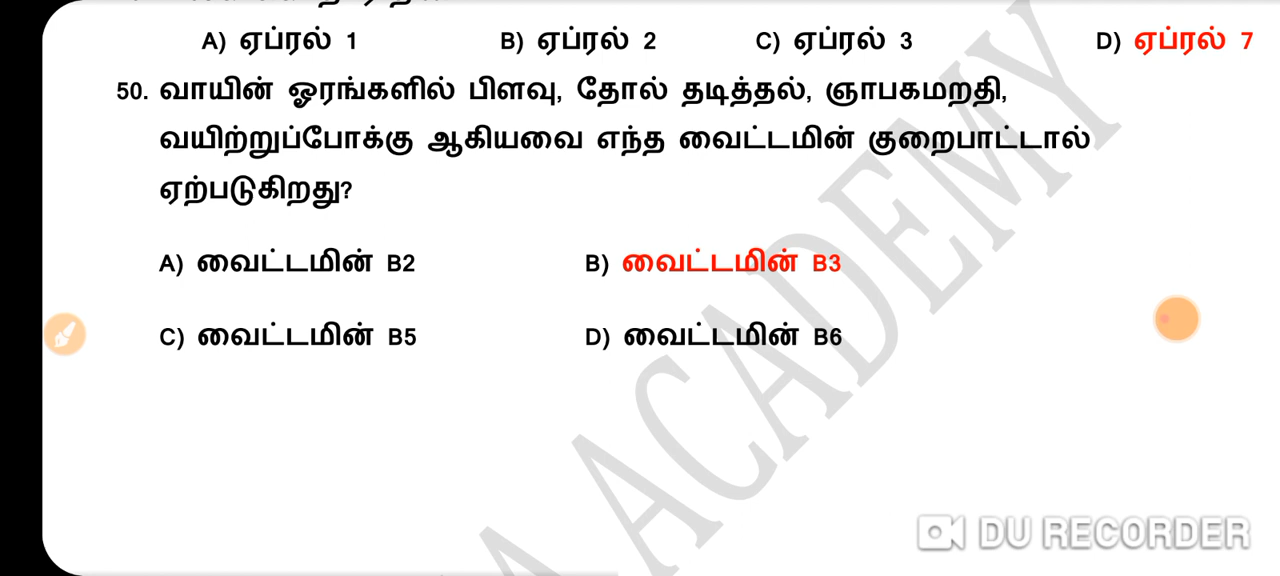 A) ஏப்ரல் 1 B) ஏப்ரல் 2 C) ஏப்ரல் 3 D) ஏப்ரல் 7
50. வாயின் ஓரங்களில் பிளவு, தோல் தடித்தல், ஞாபகமறதி,
வயிற்றுப்போக்கு ஆகியவை எந்த வைட்டமின் குறைபாட்டால்
ஏற்படுகிறது?
A) வைட்டமின் B2 B) வைட்டமின் B3
C) வைட்டமின் B5 D) வைட்டமின் B6
ACADEMY
DU RECORDER